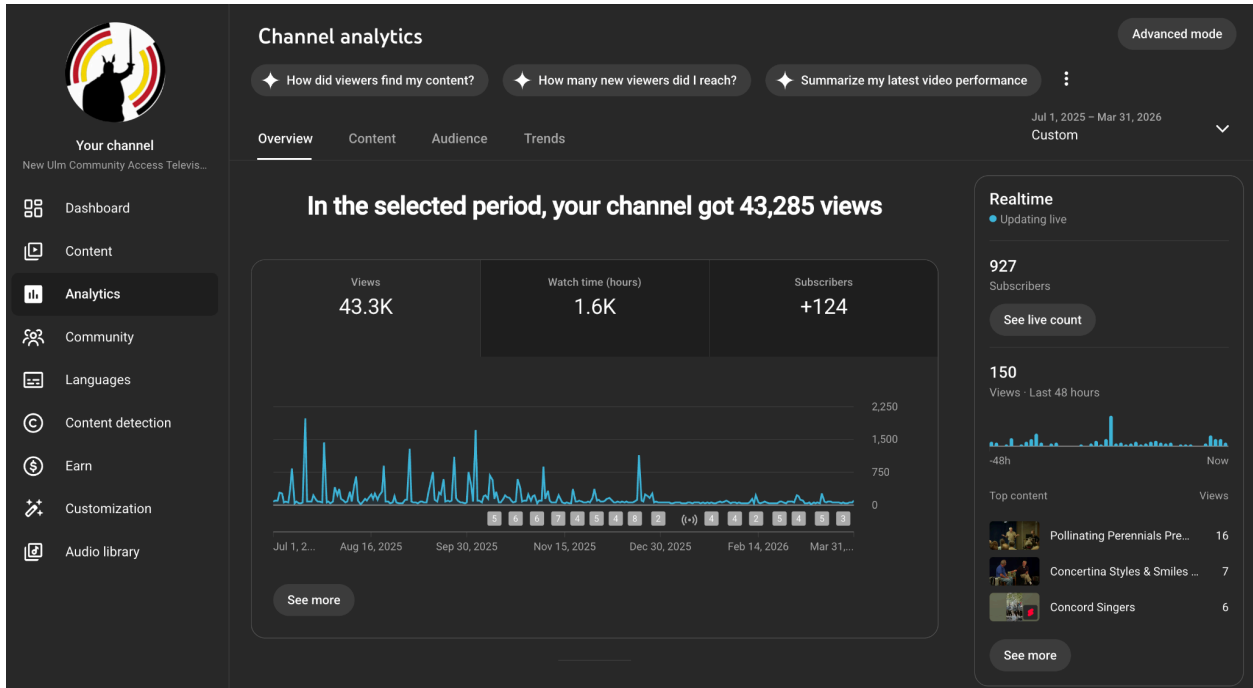 Channel analytics
Advanced mode
How did viewers find my content?
How many new viewers did I reach?
Summarize my latest video performance
Your channel
New Ulm Community Access Televis...
Dashboard
Content
Analytics
Community
Languages
Content detection
Earn
Customization
Audio library
Overview
Content
Audience
Trends
Jul 1, 2025 – Mar 31, 2026
Custom
In the selected period, your channel got 43,285 views
Views
43.3K
Watch time (hours)
1.6K
Subscribers
+124
2,250
1,500
750
0
5 6 6 7 4 5 4 8 2 4 4 2 5 4 5 3
Jul 1, 2... Aug 16, 2025 Sep 30, 2025 Nov 15, 2025 Dec 30, 2025 Feb 14, 2026 Mar 31,...
See more
Realtime
Updating live
927
Subscribers
See live count
150
Views · Last 48 hours
-48h Now
Top content Views
Pollinating Perennials Pre... 16
Concertina Styles & Smiles ... 7
Concord Singers 6
See more